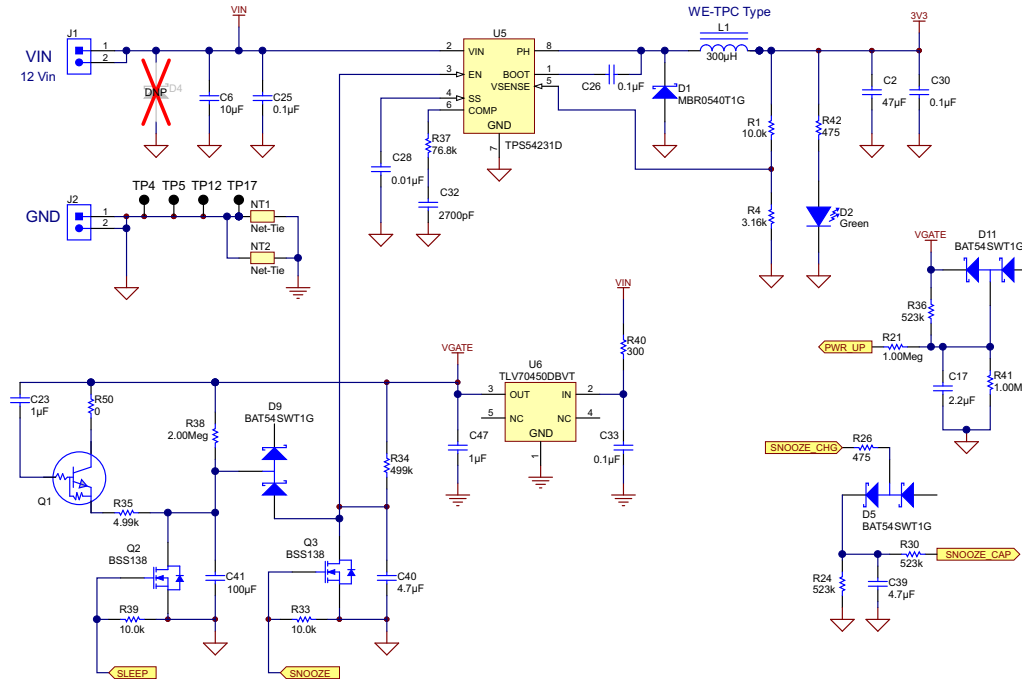 VIN
WE-TPC Type
3V3
J1
VIN
12 Vin
1
2
DNP
D4
C6
10µF
C25
0.1µF
U5
2
VIN
PH
8
3
EN
BOOT
1
VSENSE
5
4
SS
6
COMP
GND
7
TPS54231D
C26
0.1µF
L1
300µH
D1
MBR0540T1G
R1
10.0k
R4
3.16k
R42
475
D2
Green
C2
47µF
C30
0.1µF
R37
76.8k
C28
0.01µF
C32
2700pF
J2
GND
1
2
TP4
TP5
TP12
TP17
NT1
Net-Tie
NT2
Net-Tie
VGATE
D11
BAT54SWT1G
R36
523k
PWR_UP
R21
1.00Meg
C17
2.2µF
R41
1.00M
VIN
R40
300
VGATE
U6
TLV70450DBVT
3
OUT
IN
2
5
NC
NC
4
GND
1
C47
1µF
C33
0.1µF
C23
1µF
R50
0
R38
2.00Meg
D9
BAT54SWT1G
R34
499k
Q1
R35
4.99k
Q2
BSS138
C41
100µF
Q3
BSS138
C40
4.7µF
R39
10.0k
R33
10.0k
SLEEP
SNOOZE
SNOOZE_CHG
R26
475
D5
BAT54SWT1G
R30
523k
SNOOZE_CAP
R24
523k
C39
4.7µF